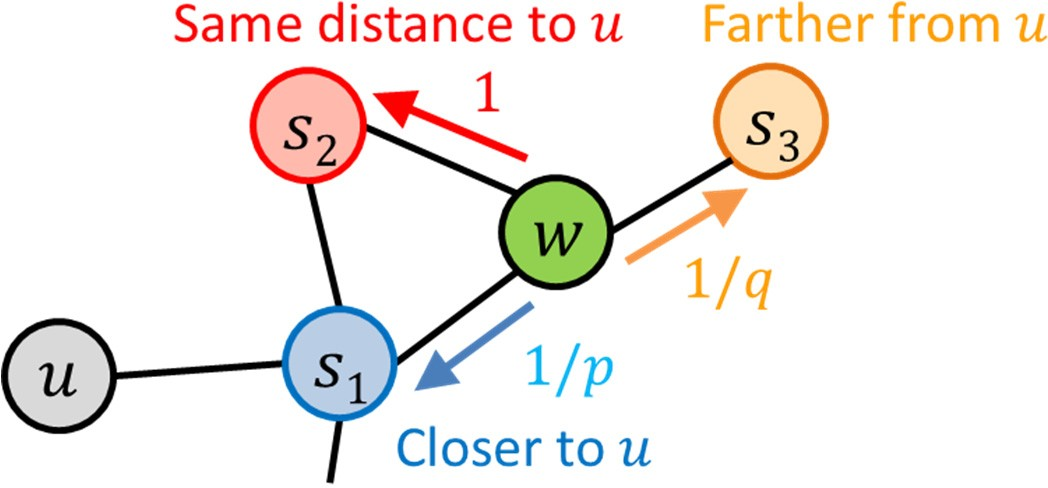 Same distance to u
Farther from u
1
s₂
s₃
w
1/q
s₁
u
1/p
Closer to u